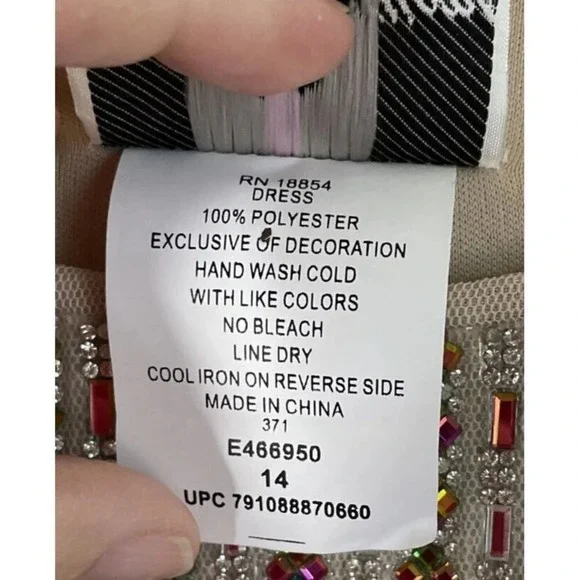 RN 18854
DRESS
100% POLYESTER
EXCLUSIVE OF DECORATION
HAND WASH COLD
WITH LIKE COLORS
NO BLEACH
LINE DRY
COOL IRON ON REVERSE SIDE
MADE IN CHINA
371
E466950
14
UPC 791088870660